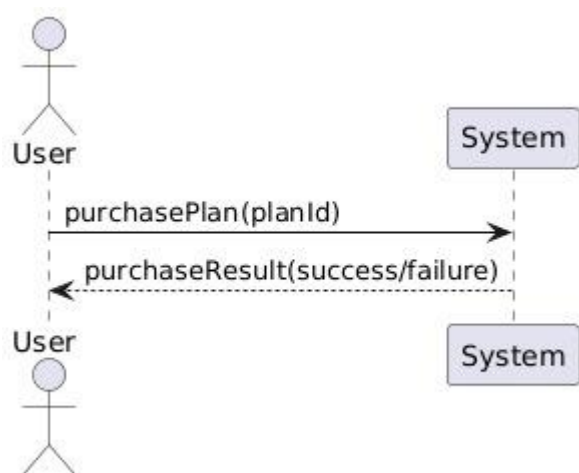 User
System
purchasePlan(planId)
purchaseResult(success/failure)
User
System